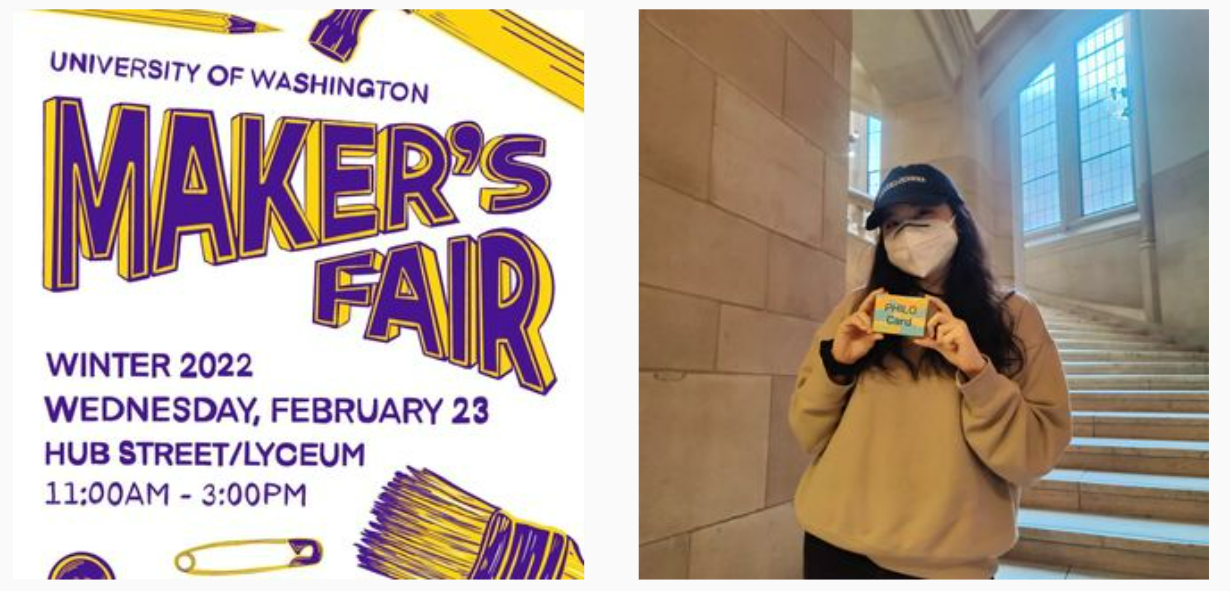 UNIVERSITY OF WASHINGTON
MAKER'S
FAIR
WINTER 2022
WEDNESDAY, FEBRUARY 23
HUB STREET/LYCEUM
11:00AM - 3:00PM
PHILO
Card